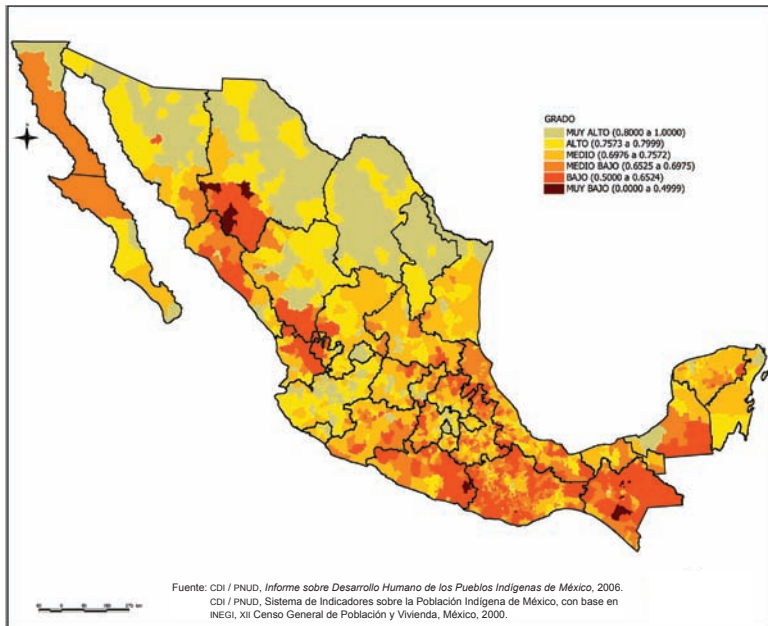 GRADO
MUY ALTO (0.8000 a 1.0000)
ALTO (0.7573 a 0.7999)
MEDIO (0.6976 a 0.7572)
MEDIO BAJO (0.6525 a 0.6975)
BAJO (0.5000 a 0.6524)
MUY BAJO (0.0000 a 0.4999)
Fuente: CDI / PNUD, Informe sobre Desarrollo Humano de los Pueblos Indígenas de México, 2006.
CDI / PNUD, Sistema de Indicadores sobre la Población Indígena de México, con base en
INEGI, XII Censo General de Población y Vivienda, México, 2000.